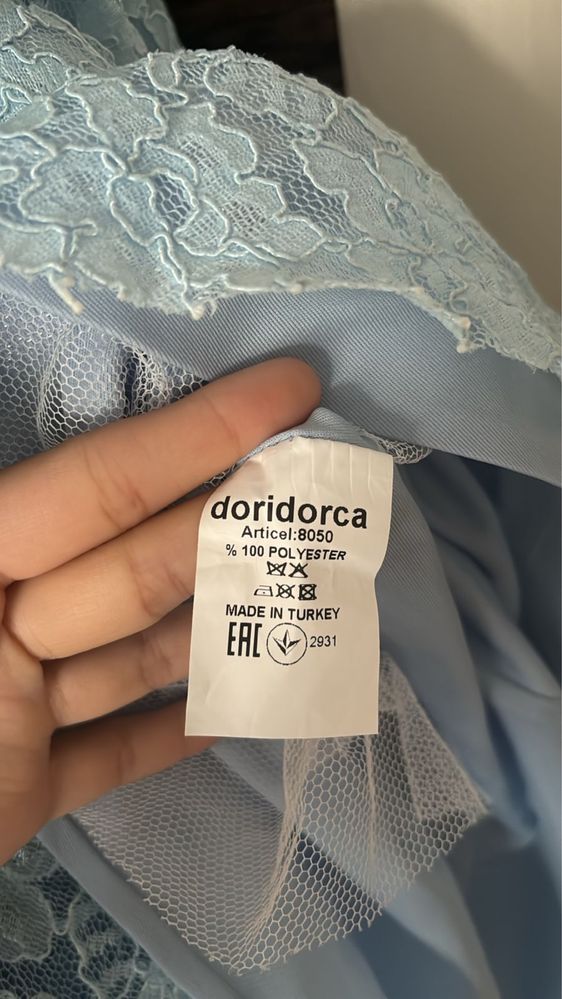 doridorca
Articel:8050
% 100 POLYESTER
MADE IN TURKEY
EAC 2931